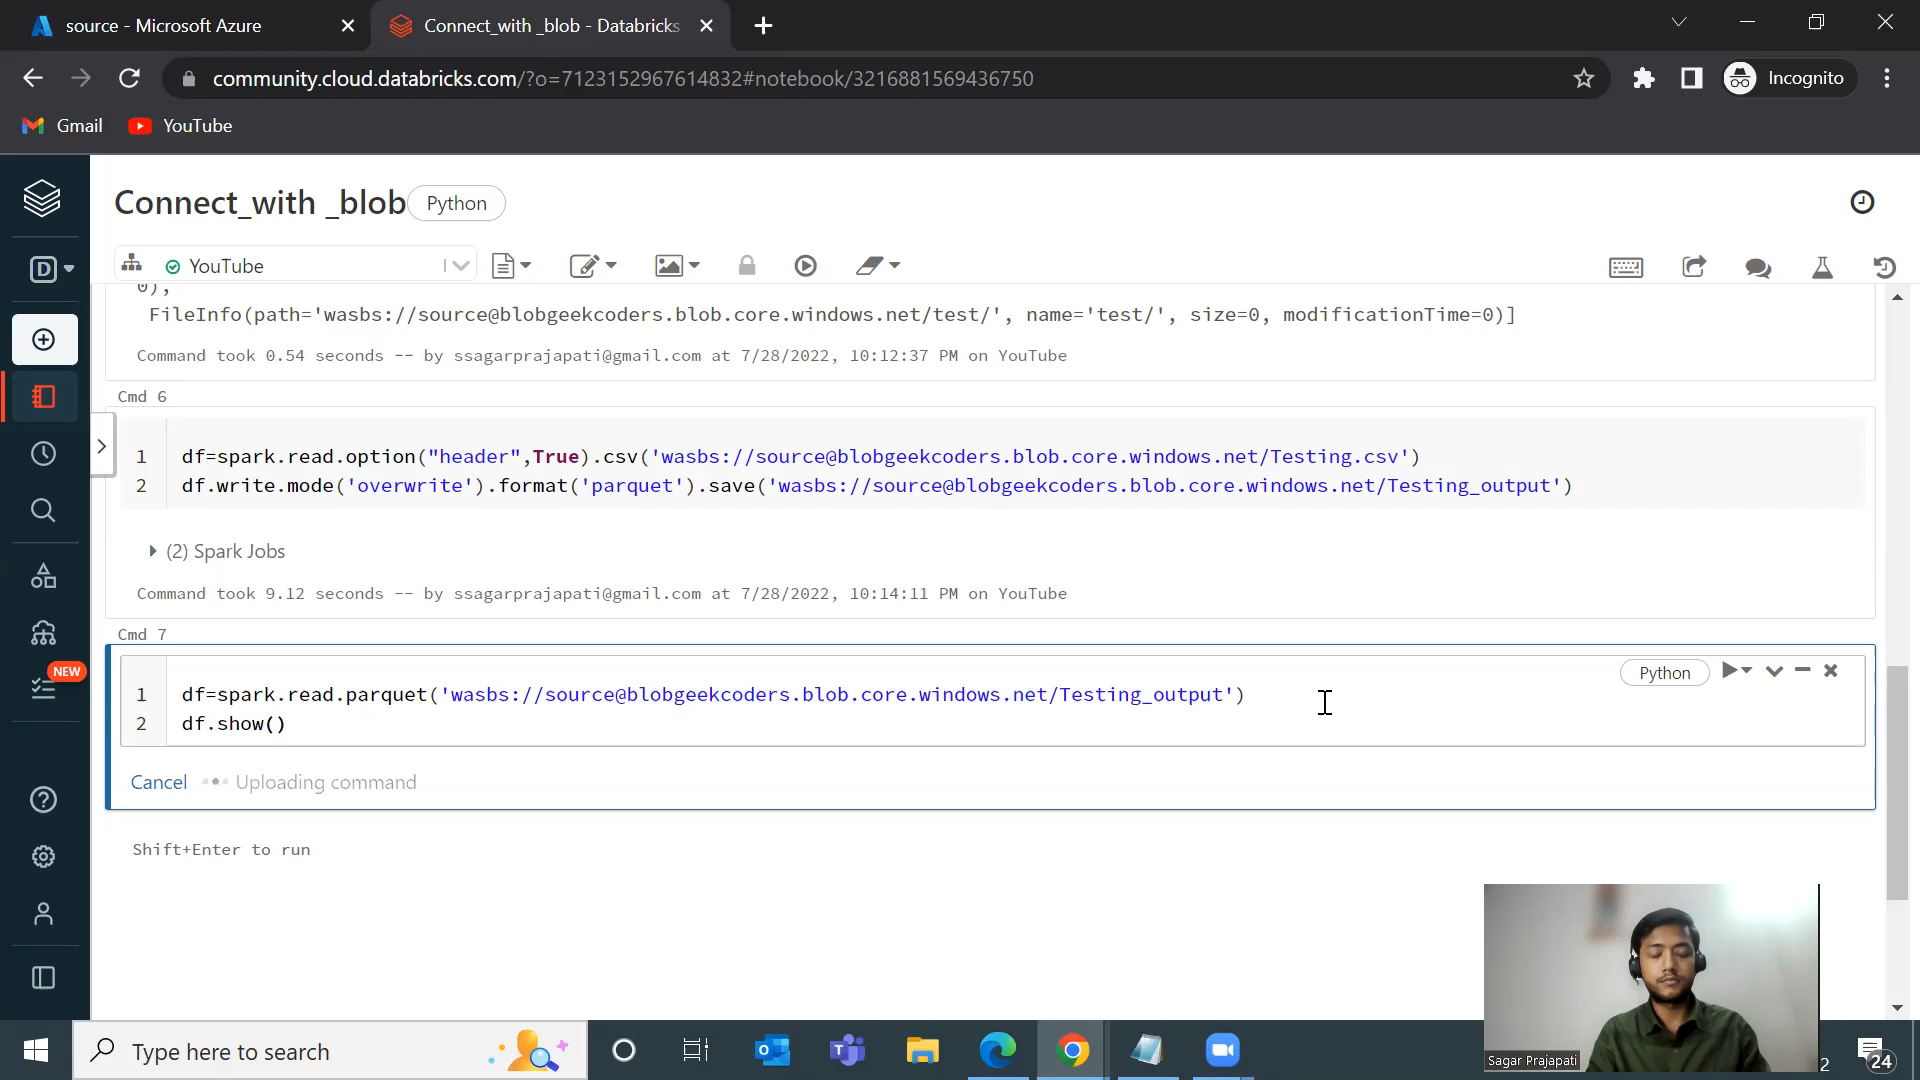 source - Microsoft Azure
Connect_with _blob - Databricks
community.cloud.databricks.com/?o=7123152967614832#notebook/3216881569436750
Incognito
Gmail
YouTube
Connect_with _blob
Python
D
YouTube
0),
FileInfo(path='wasbs://source@blobgeekcoders.blob.core.windows.net/test/', name='test/', size=0, modificationTime=0)]
Command took 0.54 seconds -- by ssagarprajapati@gmail.com at 7/28/2022, 10:12:37 PM on YouTube
Cmd 6
1 df=spark.read.option("header",True).csv('wasbs://source@blobgeekcoders.blob.core.windows.net/Testing.csv')
2 df.write.mode('overwrite').format('parquet').save('wasbs://source@blobgeekcoders.blob.core.windows.net/Testing_output')
(2) Spark Jobs
Command took 9.12 seconds -- by ssagarprajapati@gmail.com at 7/28/2022, 10:14:11 PM on YouTube
Cmd 7
NEW
Python
1 df=spark.read.parquet('wasbs://source@blobgeekcoders.blob.core.windows.net/Testing_output')
2 df.show()
Cancel Uploading command
Shift+Enter to run
Type here to search
Sagar Prajapati
2
24